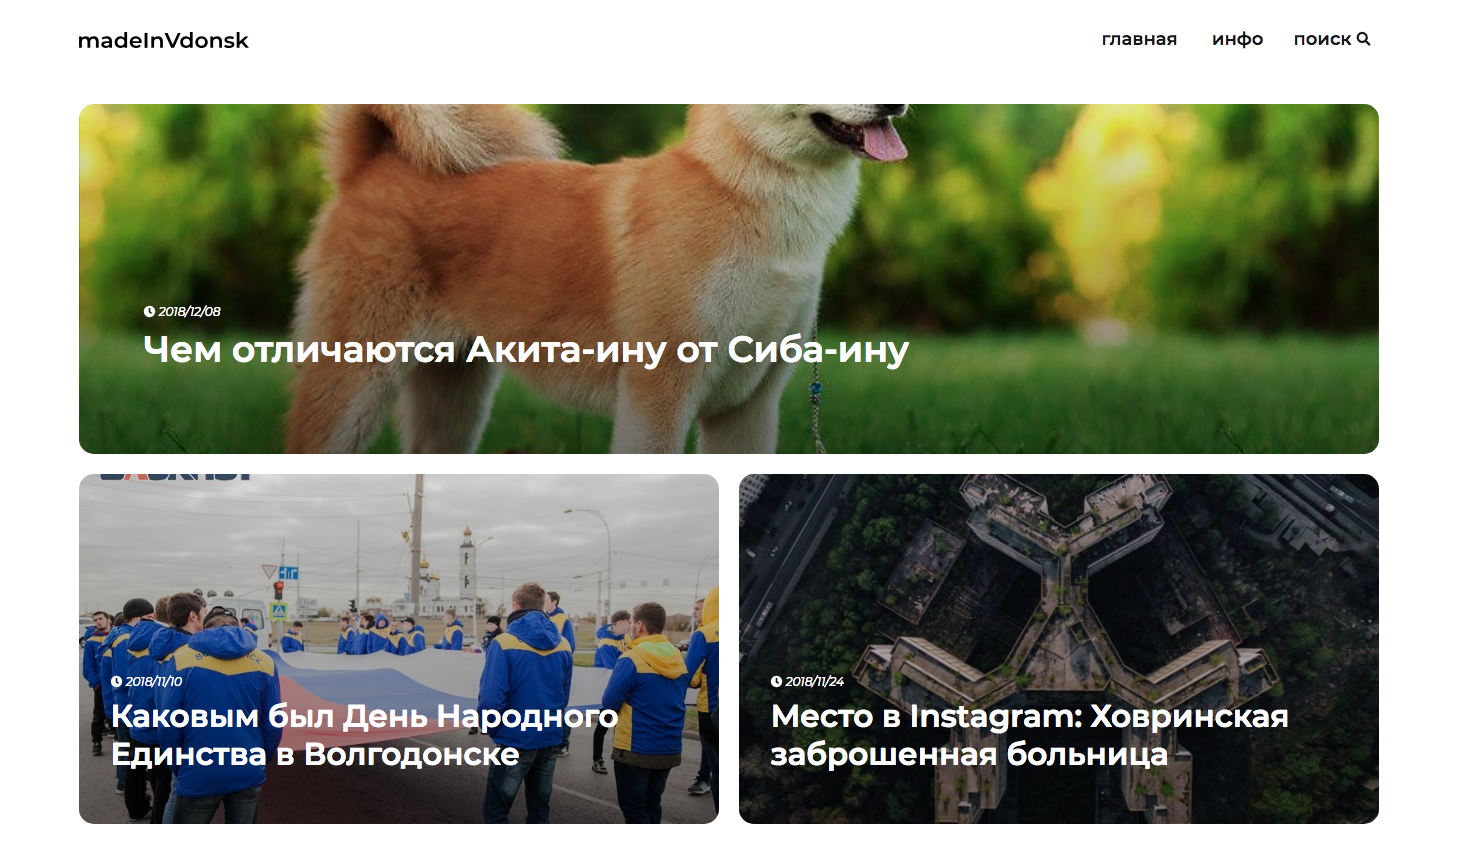 madeInVdonsk
главная инфо поиск
2018/12/08
Чем отличаются Акита-ину от Сиба-ину
2018/11/10
Каковым был День Народного
Единства в Волгодонске
2018/11/24
Место в Instagram: Ховринская
заброшенная больница